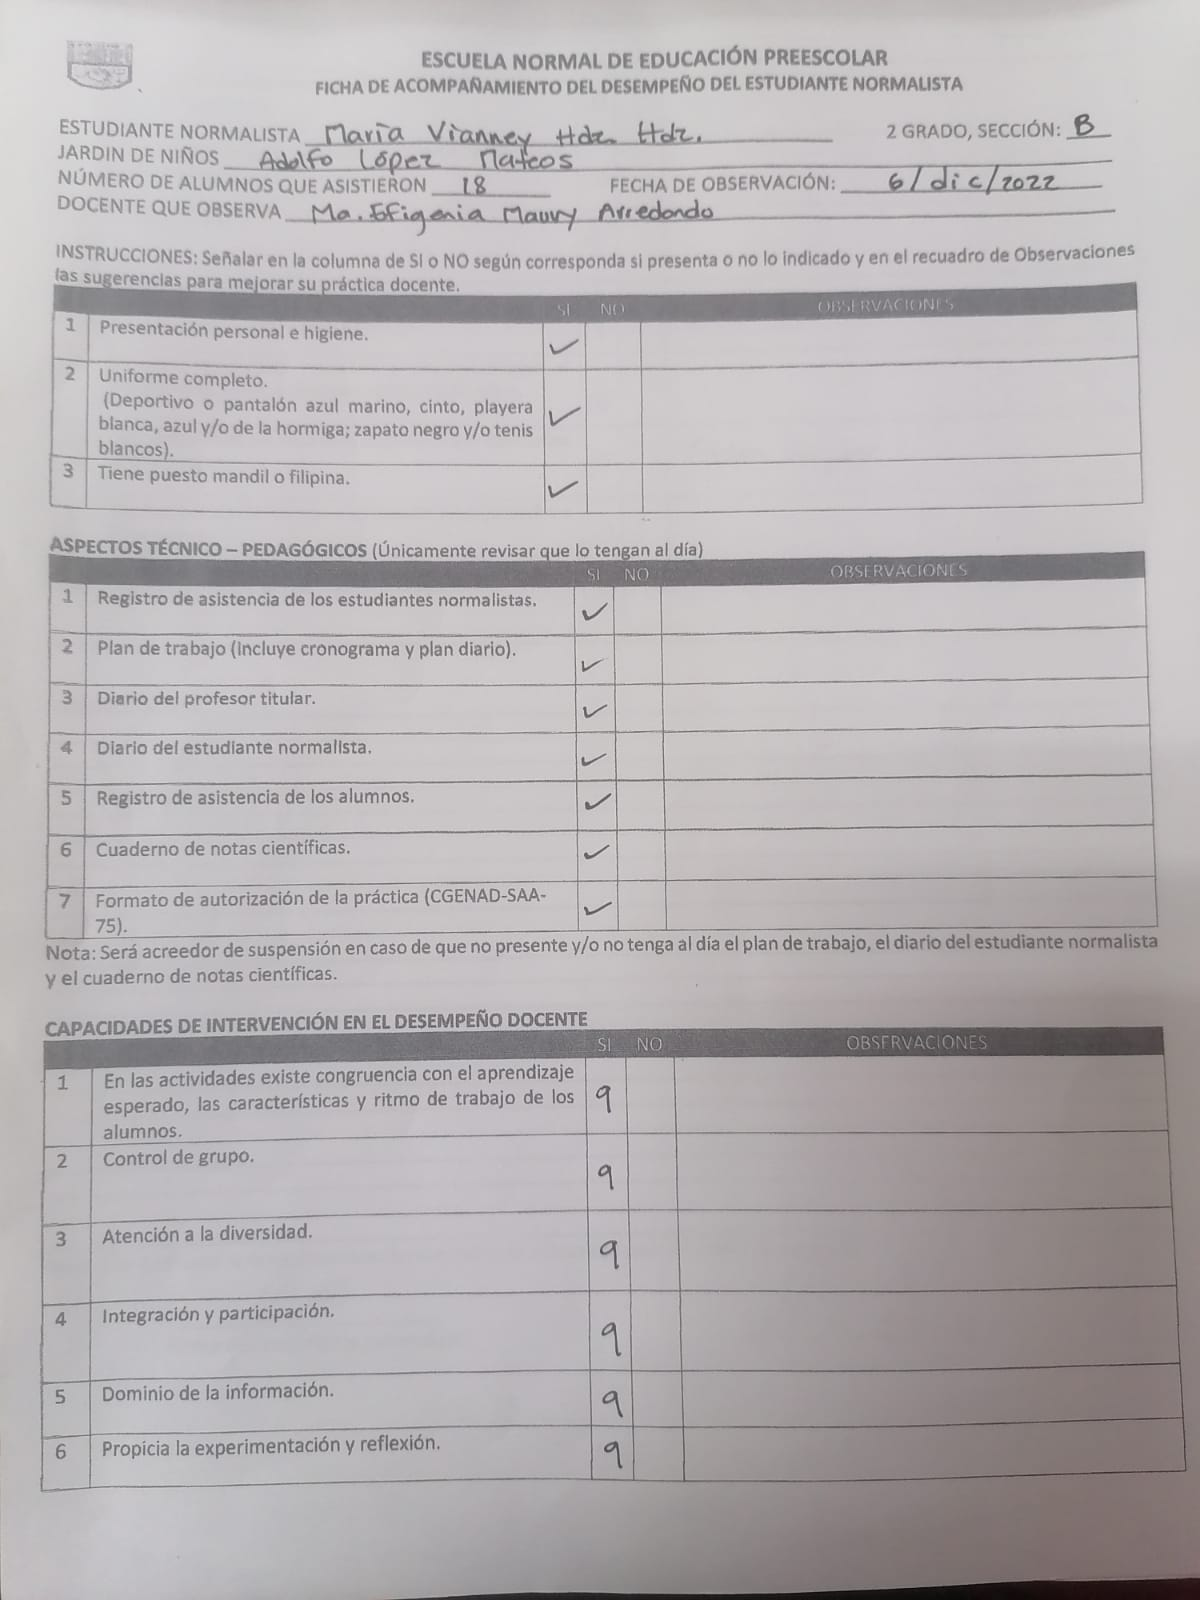 ESCUELA NORMAL DE EDUCACIÓN PREESCOLAR
FICHA DE ACOMPAÑAMIENTO DEL DESEMPEÑO DEL ESTUDIANTE NORMALISTA
ESTUDIANTE NORMALISTA María Vianney Hdz. Hdz. 2 GRADO, SECCIÓN: B
JARDIN DE NIÑOS Adolfo López Mateos
NÚMERO DE ALUMNOS QUE ASISTIERON 18 FECHA DE OBSERVACIÓN: 6/dic/2022
DOCENTE QUE OBSERVA Ma. Efigenia Maury Arredondo
INSTRUCCIONES: Señalar en la columna de SI o NO según corresponda si presenta o no lo indicado y en el recuadro de Observaciones
las sugerencias para mejorar su práctica docente.
SI NO OBSERVACIONES
1 Presentación personal e higiene. ✓
2 Uniforme completo.
(Deportivo o pantalón azul marino, cinto, playera
blanca, azul y/o de la hormiga; zapato negro y/o tenis ✓
blancos).
3 Tiene puesto mandil o filipina. ✓
ASPECTOS TÉCNICO – PEDAGÓGICOS (Únicamente revisar que lo tengan al día)
SI NO OBSERVACIONES
1 Registro de asistencia de los estudiantes normalistas. ✓
2 Plan de trabajo (Incluye cronograma y plan diario). ✓
3 Diario del profesor titular. ✓
4 Diario del estudiante normalista. ✓
5 Registro de asistencia de los alumnos. ✓
6 Cuaderno de notas científicas. ✓
7 Formato de autorización de la práctica (CGENAD-SAA- ✓
75).
Nota: Será acreedor de suspensión en caso de que no presente y/o no tenga al día el plan de trabajo, el diario del estudiante normalista
y el cuaderno de notas científicas.
CAPACIDADES DE INTERVENCIÓN EN EL DESEMPEÑO DOCENTE
SI NO OBSERVACIONES
1 En las actividades existe congruencia con el aprendizaje
esperado, las características y ritmo de trabajo de los 9
alumnos.
2 Control de grupo. 9
3 Atención a la diversidad. 9
4 Integración y participación. 9
5 Dominio de la información. 9
6 Propicia la experimentación y reflexión. 9